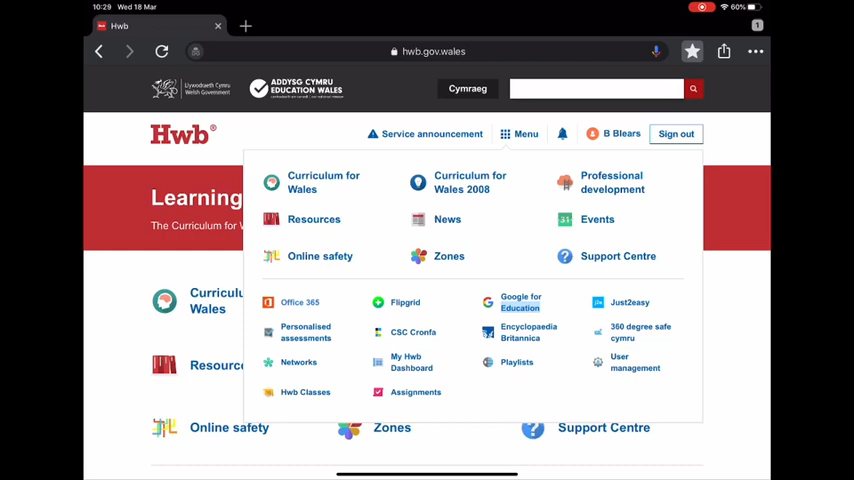 10:29 Wed 18 Mar
60%
Hwb
1
hwb.gov.wales
Llywodraeth Cymru
Welsh Government
ADDYSG CYMRU
EDUCATION WALES
Cymraeg
Hwb®
Service announcement
Menu
B Blears
Sign out
Learning
The Curriculum for W
Curriculum for
Wales
Curriculum for
Wales 2008
Professional
development
Resources
News
31
Events
Online safety
Zones
Support Centre
Office 365
Flipgrid
Google for
Education
Just2easy
Personalised
assessments
CSC Cronfa
Encyclopaedia
Britannica
360 degree safe
cymru
Networks
My Hwb
Dashboard
Playlists
User
management
Hwb Classes
Assignments
Curriculu
Wales
Resourc
Online safety
Zones
Support Centre